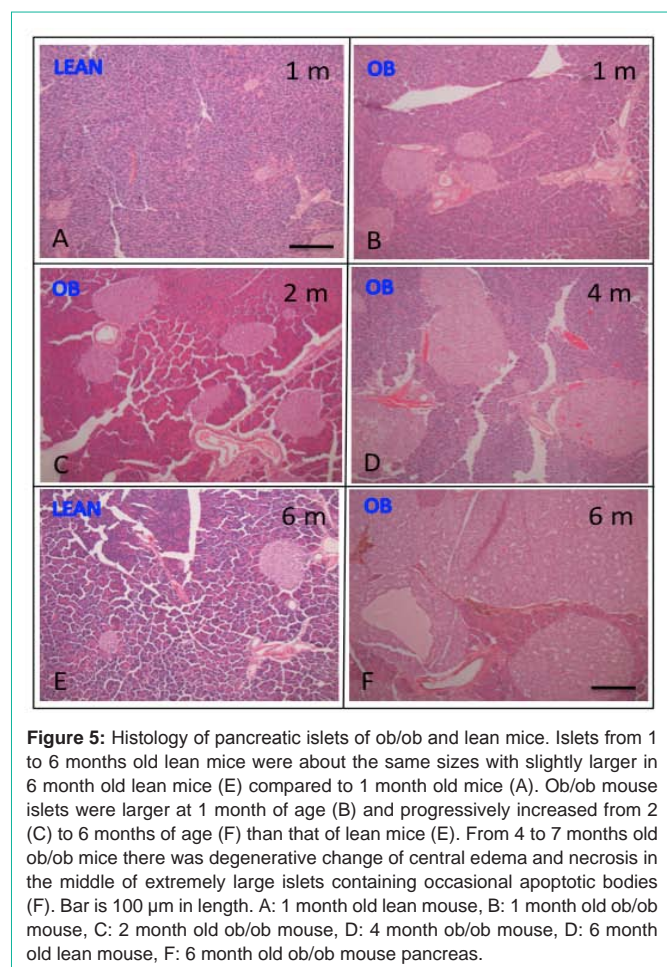 LEAN 1 m
OB 1 m
A
B
OB 2 m
OB 4 m
C
D
LEAN 6 m
OB 6 m
E
F
Figure 5: Histology of pancreatic islets of ob/ob and lean mice. Islets from 1
to 6 months old lean mice were about the same sizes with slightly larger in
6 month old lean mice (E) compared to 1 month old mice (A). Ob/ob mouse
islets were larger at 1 month of age (B) and progressively increased from 2
(C) to 6 months of age (F) than that of lean mice (E). From 4 to 7 months old
ob/ob mice there was degenerative change of central edema and necrosis in
the middle of extremely large islets containing occasional apoptotic bodies
(F). Bar is 100 µm in length. A: 1 month old lean mouse, B: 1 month old ob/ob
mouse, C: 2 month old ob/ob mouse, D: 4 month ob/ob mouse, D: 6 month
old lean mouse, F: 6 month old ob/ob mouse pancreas.